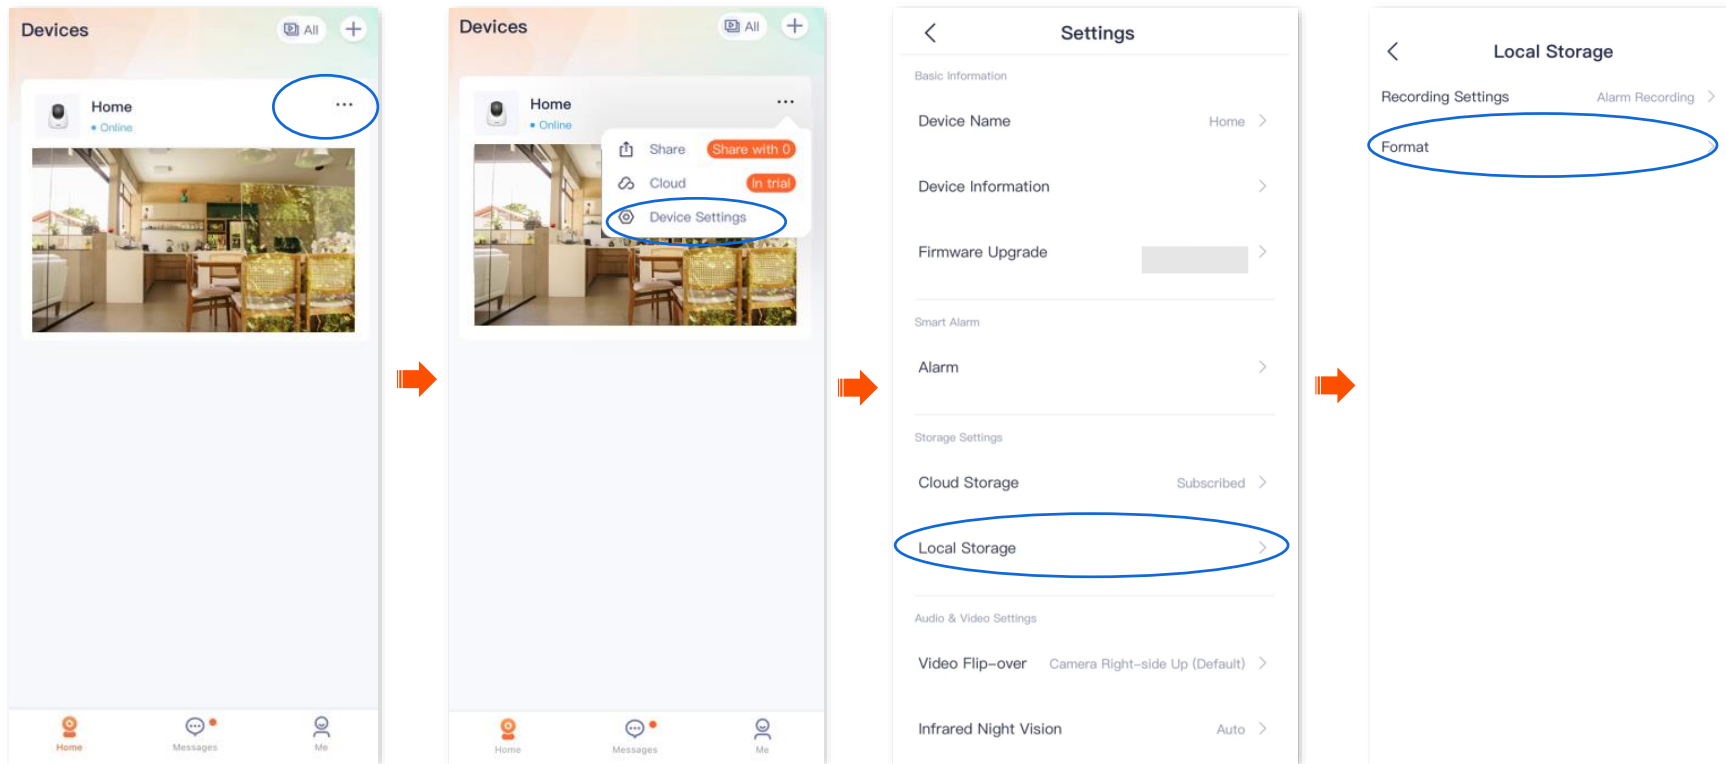 Devices
All
Home
Online
Home
Messages
Me
Devices
All
Home
Online
Share Share with 0
Cloud In trial
Device Settings
Home
Messages
Me
Settings
Basic Information
Device Name Home
Device Information
Firmware Upgrade
Smart Alarm
Alarm
Storage Settings
Cloud Storage Subscribed
Local Storage
Audio & Video Settings
Video Flip-over Camera Right-side Up (Default)
Infrared Night Vision Auto
Local Storage
Recording Settings Alarm Recording
Format